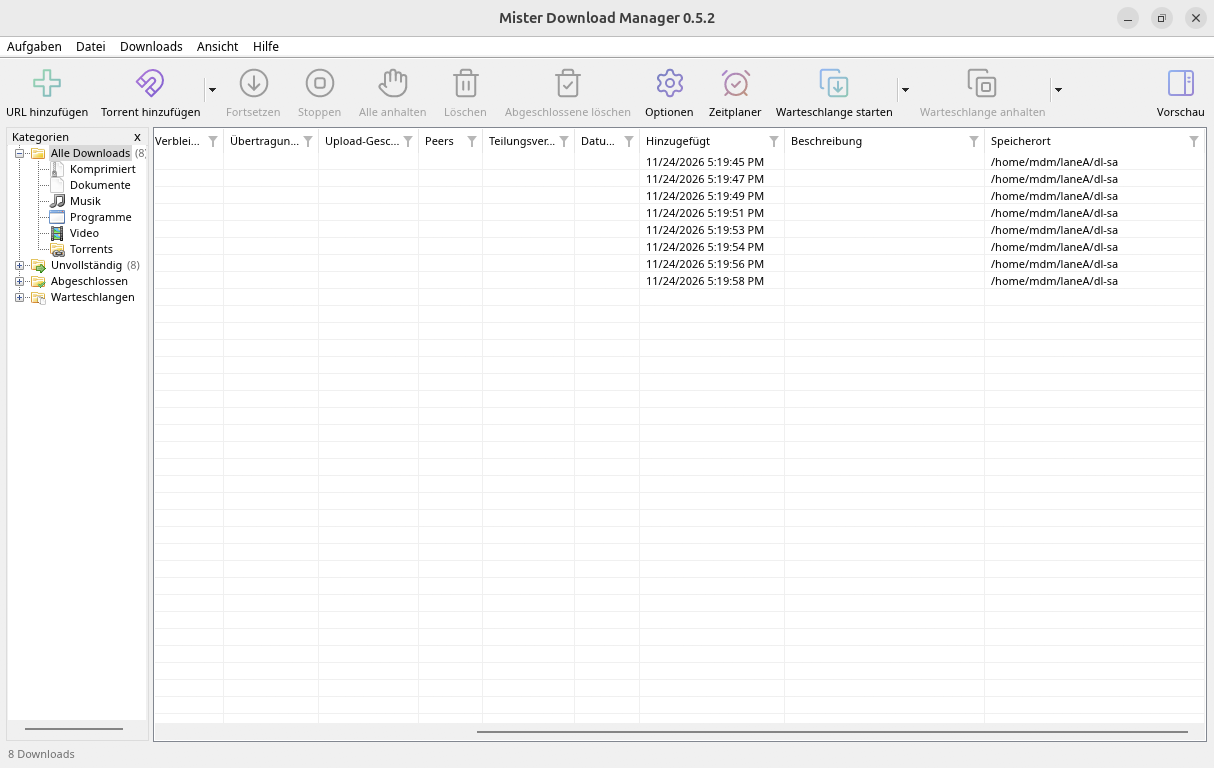 Mister Download Manager 0.5.2
Aufgaben Datei Downloads Ansicht Hilfe
URL hinzufügen Torrent hinzufügen Fortsetzen Stoppen Alle anhalten Löschen Abgeschlossene löschen Optionen Zeitplaner Warteschlange starten Warteschlange anhalten Vorschau
Kategorien x
Alle Downloads (8)
Komprimiert
Dokumente
Musik
Programme
Video
Torrents
Unvollständig (8)
Abgeschlossen
Warteschlangen
Verblei... Übertragun... Upload-Gesc... Peers Teilungsver... Datu... Hinzugefügt Beschreibung Speicherort
11/24/2026 5:19:45 PM /home/mdm/laneA/dl-sa
11/24/2026 5:19:47 PM /home/mdm/laneA/dl-sa
11/24/2026 5:19:49 PM /home/mdm/laneA/dl-sa
11/24/2026 5:19:51 PM /home/mdm/laneA/dl-sa
11/24/2026 5:19:53 PM /home/mdm/laneA/dl-sa
11/24/2026 5:19:54 PM /home/mdm/laneA/dl-sa
11/24/2026 5:19:56 PM /home/mdm/laneA/dl-sa
11/24/2026 5:19:58 PM /home/mdm/laneA/dl-sa
8 Downloads